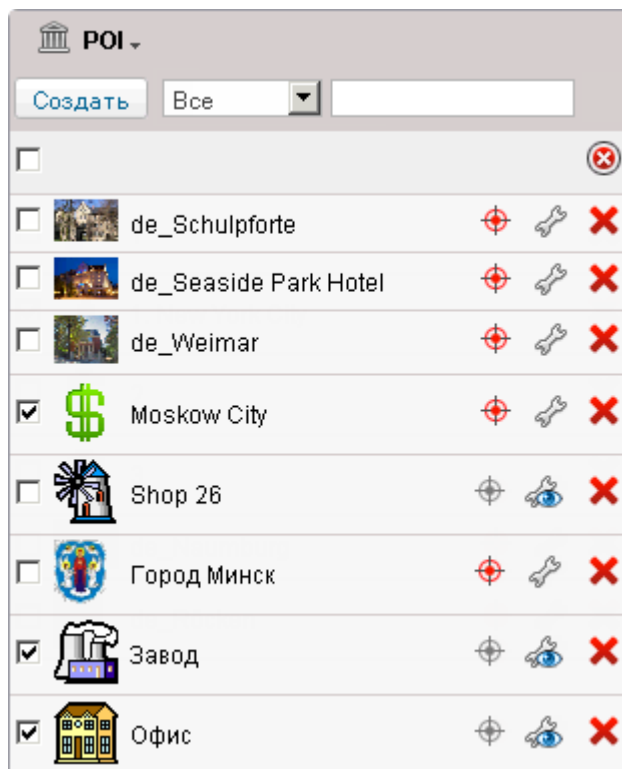 POI
Создать Все
de_Schulpforte
de_Seaside Park Hotel
de_Weimar
Moskow City
Shop 26
Город Минск
Завод
Офис